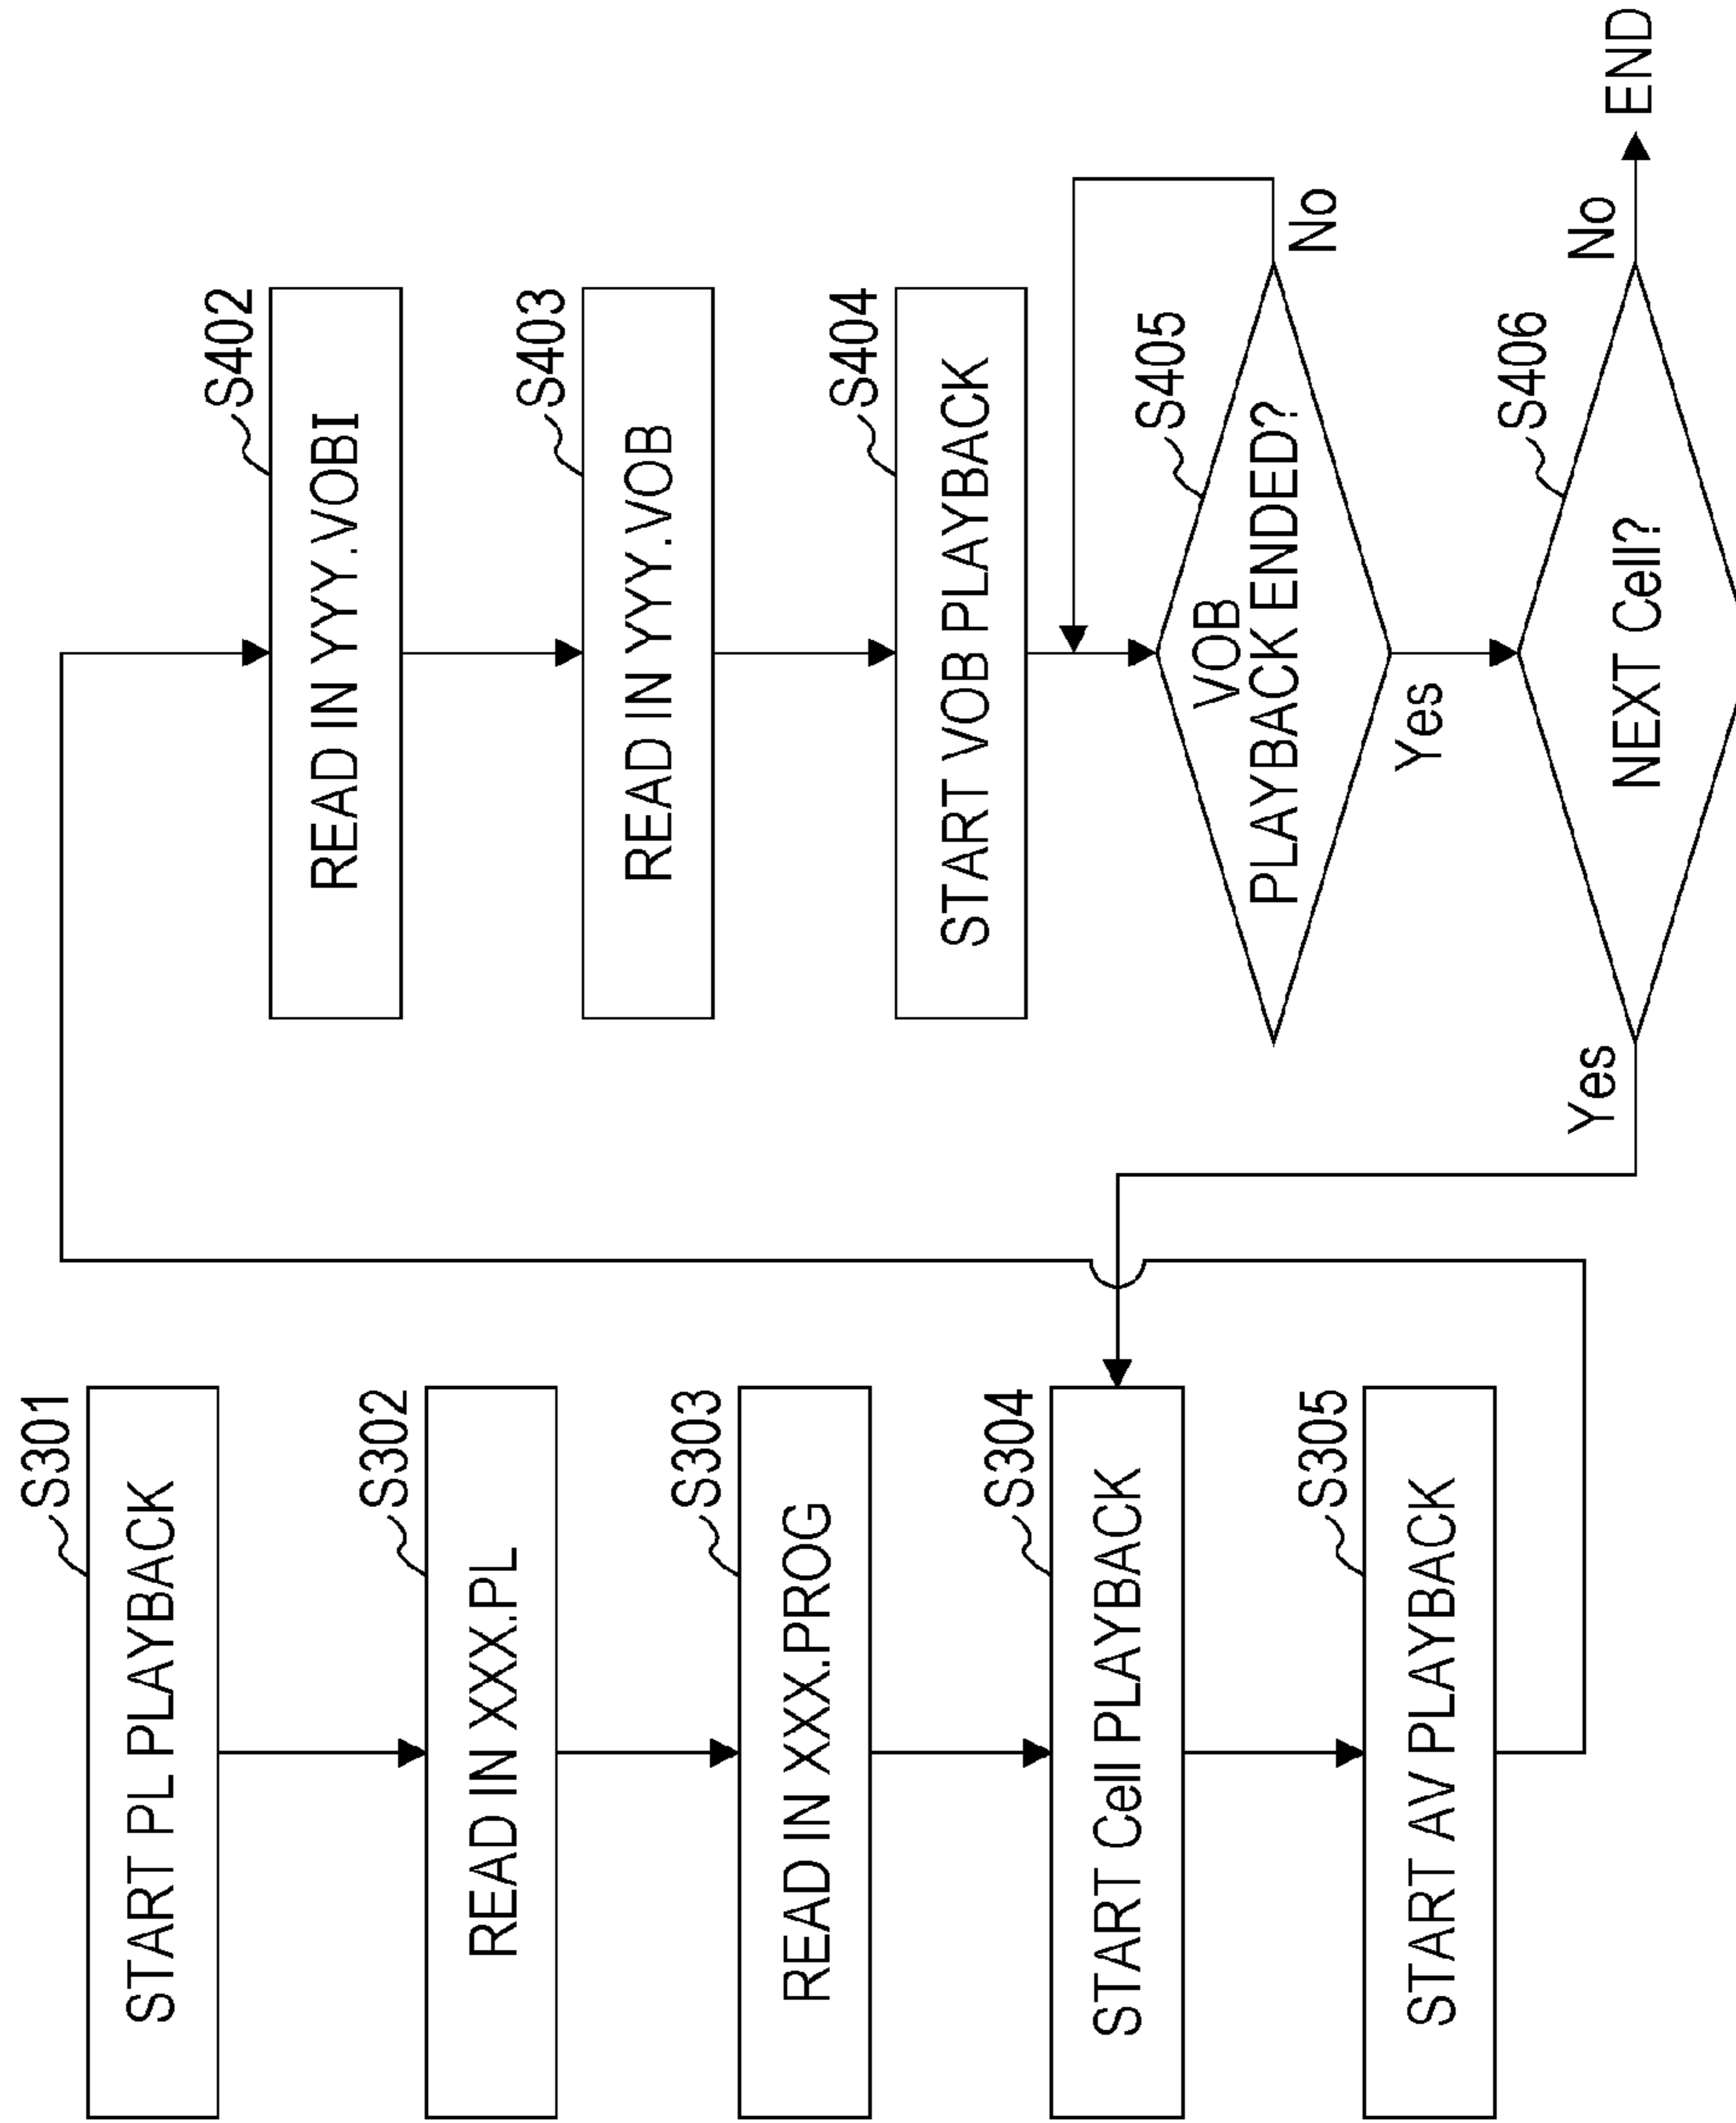 S301
START PL PLAYBACK
S302
READ IN XXX.PL
S303
READ IN XXX.PROG
S304
START Cell PLAYBACK
S305
START AV PLAYBACK
S402
READ IN YYY.VOBI
S403
READ IN YYY.VOB
S404
START VOB PLAYBACK
S405
VOB
PLAYBACK ENDED?
No
Yes
S406
NEXT Cell?
Yes
No
END